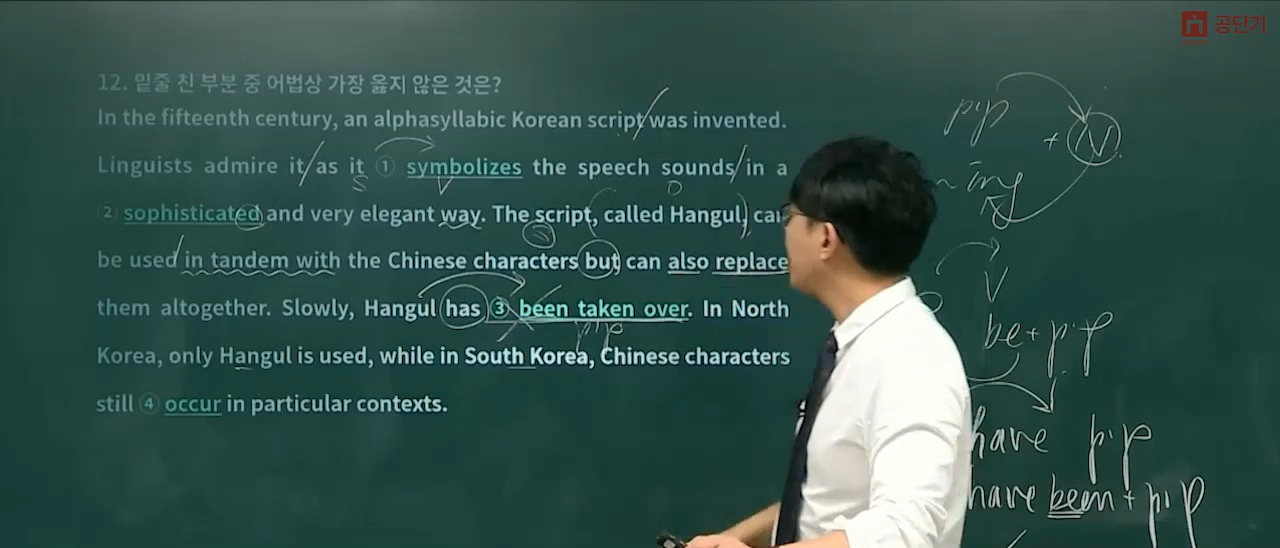 공단기
12. 밑줄 친 부분 중 어법상 가장 옳지 않은 것은?
In the fifteenth century, an alphasyllabic Korean script was invented.
Linguists admire it as it ① symbolizes the speech sounds in a
S V O
② sophisticated and very elegant way. The script, called Hangul, can
be used in tandem with the Chinese characters but can also replace
them altogether. Slowly, Hangul has ③ been taken over. In North
p.p
Korea, only Hangul is used, while in South Korea, Chinese characters
still ④ occur in particular contexts.
p.p
+ N
~ing
V
be + p.p
have p.p
have been + p.p